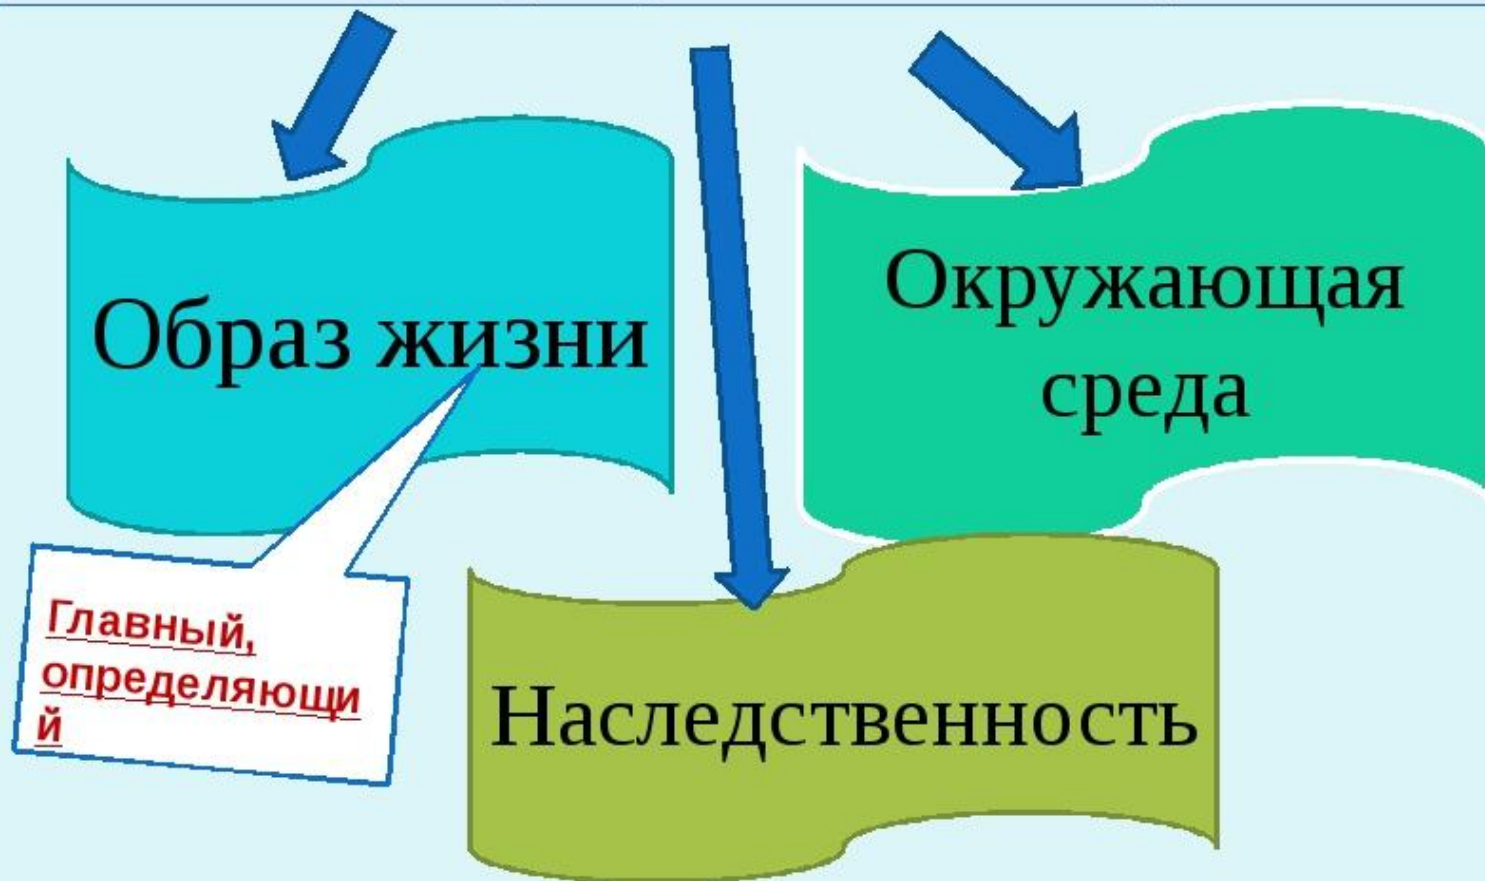 Образ жизни
Окружающая
среда
Главный,
определяющи
й
Наследственность